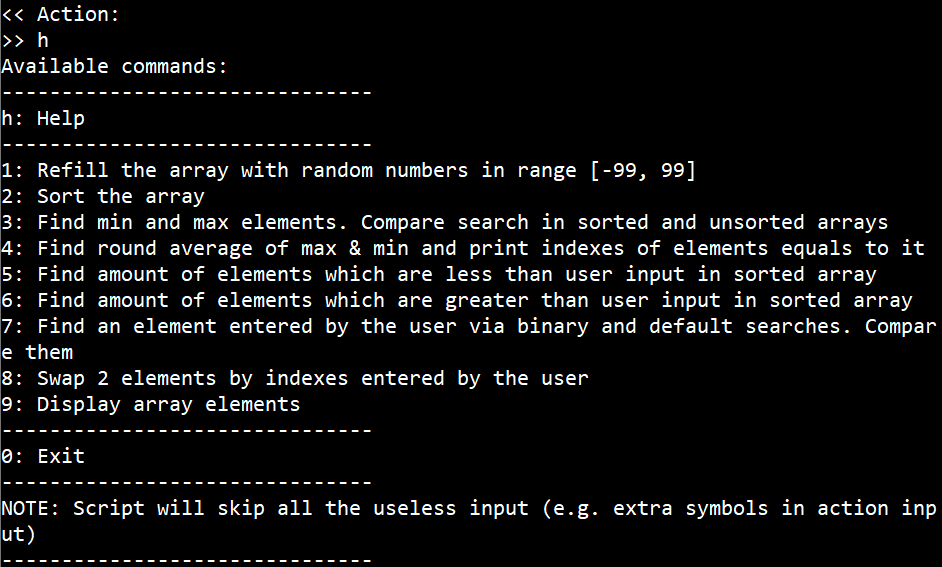 << Action:
>> h
Available commands:
-------------------------------
h: Help
-------------------------------
1: Refill the array with random numbers in range [-99, 99]
2: Sort the array
3: Find min and max elements. Compare search in sorted and unsorted arrays
4: Find round average of max & min and print indexes of elements equals to it
5: Find amount of elements which are less than user input in sorted array
6: Find amount of elements which are greater than user input in sorted array
7: Find an element entered by the user via binary and default searches. Compar
e them
8: Swap 2 elements by indexes entered by the user
9: Display array elements
-------------------------------
0: Exit
-------------------------------
NOTE: Script will skip all the useless input (e.g. extra symbols in action inp
ut)
-------------------------------